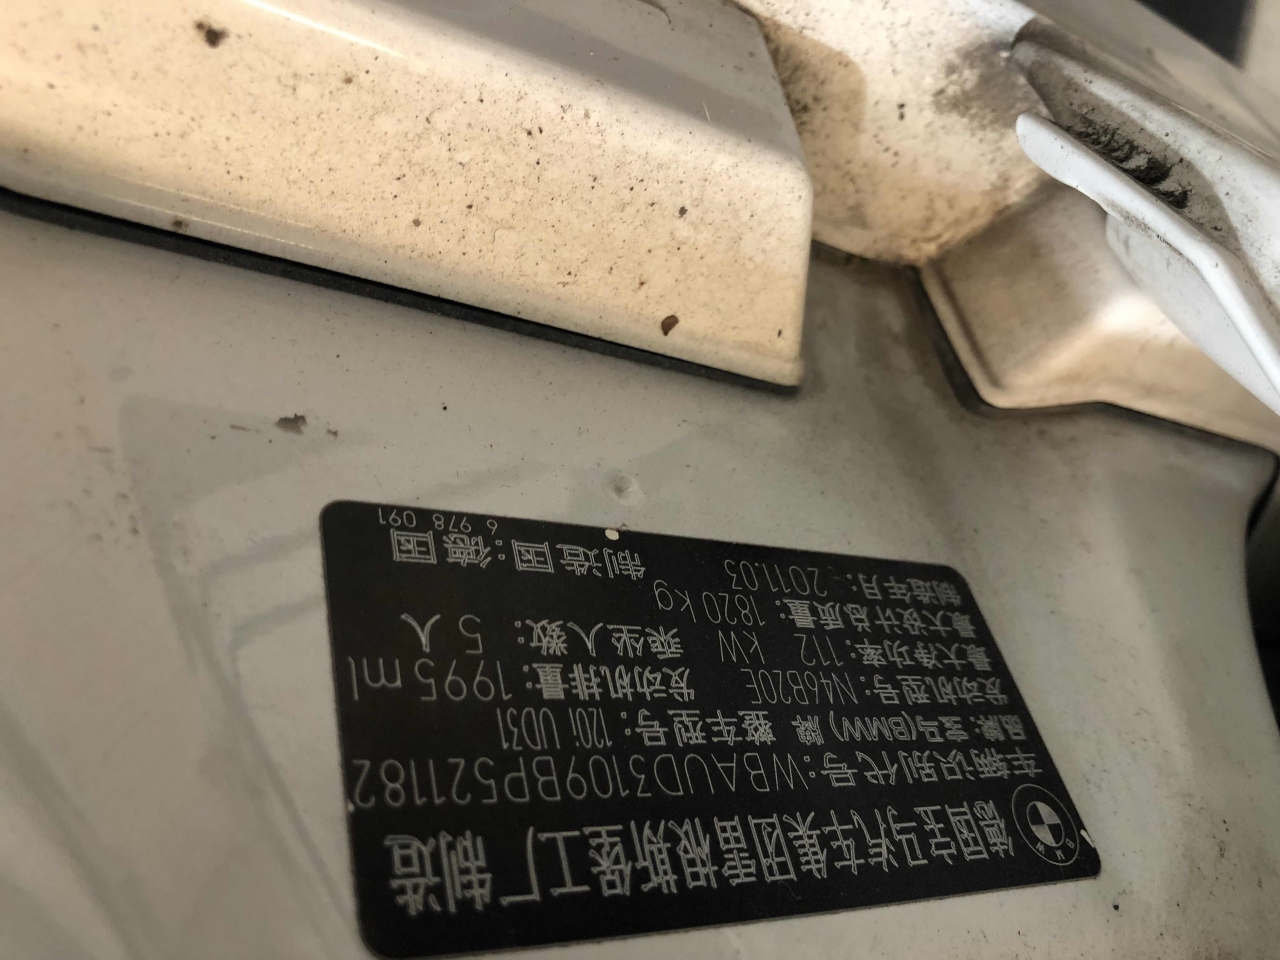 BMW
德国宝马汽车集团雷根斯堡工厂 制造
车辆识别代号:WBAUD3109BP521182
品牌:宝马(BMW)牌 整车型号:120i UD31
发动机型号:N46B20E 发动机排量:1995ml
最大净功率:112 kW 乘坐人数:5人
最大设计总质量:1820kg
制造年月:2011.03 制造国:德国
6 978 091